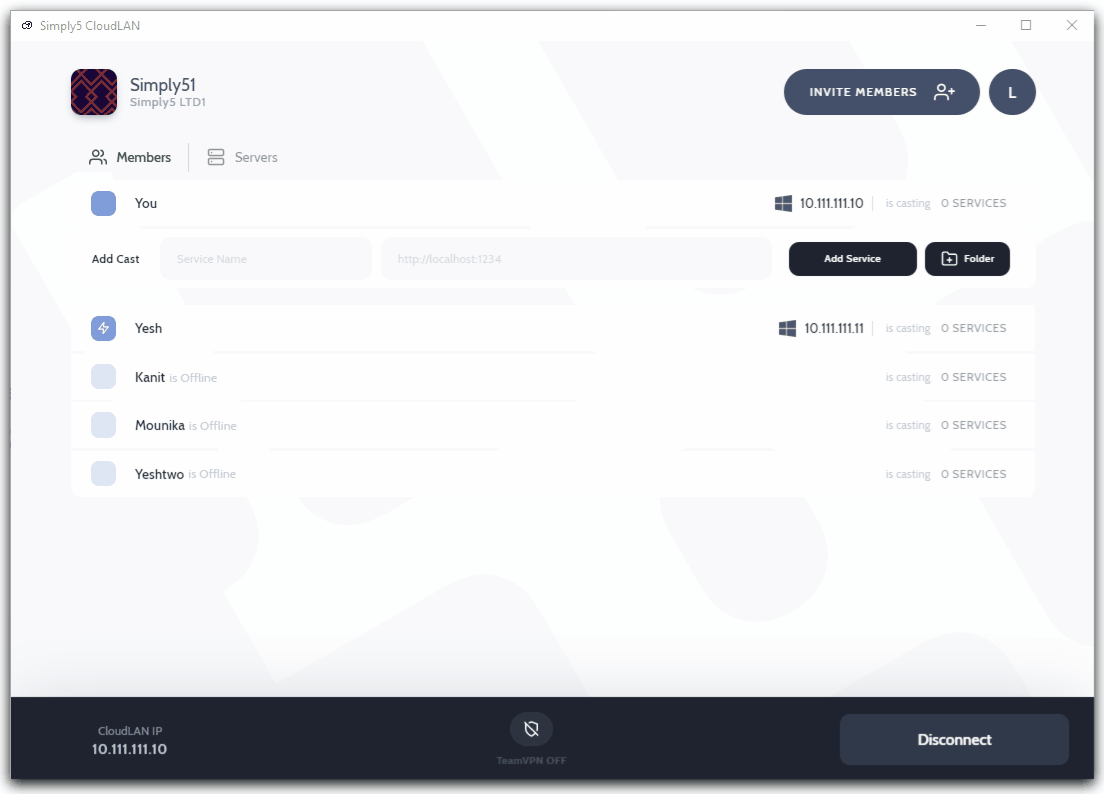 Simply5 CloudLAN
Simply51
Simply5 LTD1
INVITE MEMBERS
L
Members
Servers
You 10.111.111.10 is casting 0 SERVICES
Add Cast Service Name http://localhost:1234 Add Service Folder
Yesh 10.111.111.11 is casting 0 SERVICES
Kanit is Offline is casting 0 SERVICES
Mounika is Offline is casting 0 SERVICES
Yeshtwo is Offline is casting 0 SERVICES
CloudLAN IP
10.111.111.10
TeamVPN OFF
Disconnect